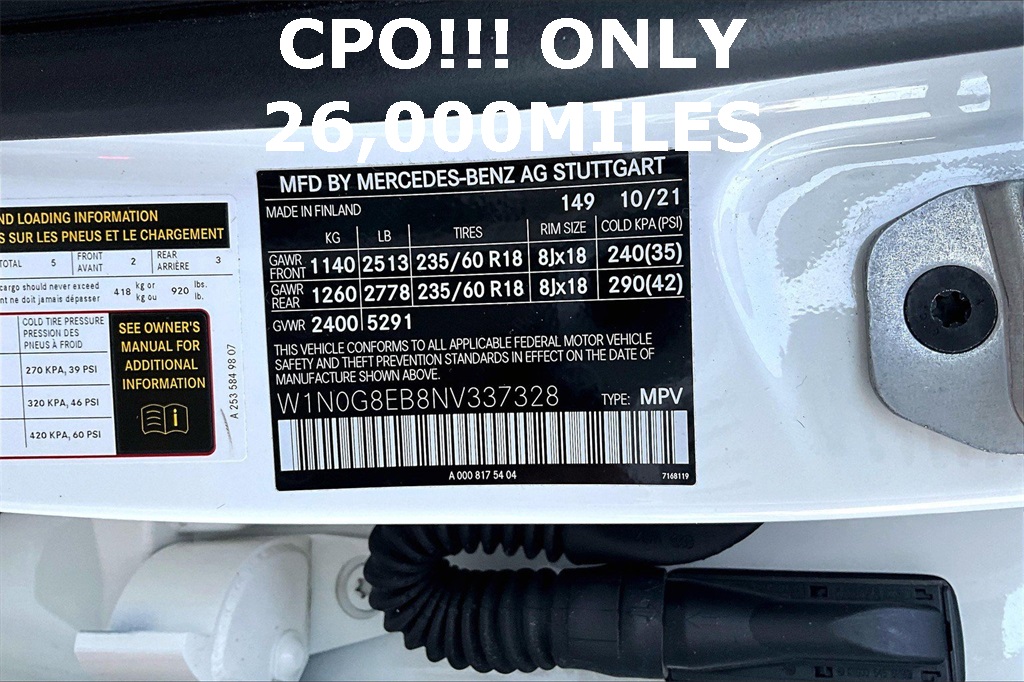 CPO!!! ONLY
26,000MILES
MFD BY MERCEDES-BENZ AG STUTTGART
MADE IN FINLAND 149 10/21
KG LB TIRES RIM SIZE COLD KPA(PSI)
GAWR FRONT 1140 2513 235/60 R18 8Jx18 240(35)
GAWR REAR 1260 2778 235/60 R18 8Jx18 290(42)
GVWR 2400 5291
THIS VEHICLE CONFORMS TO ALL APPLICABLE FEDERAL MOTOR VEHICLE
SAFETY AND THEFT PREVENTION STANDARDS IN EFFECT ON THE DATE OF
MANUFACTURE SHOWN ABOVE.
W1N0G8EB8NV337328 TYPE: MPV
A 000 817 54 04 7168119
LOADING INFORMATION
SUR LES PNEUS ET LE CHARGEMENT
TOTAL 5 FRONT AVANT 2 REAR ARRIÈRE 3
cargo should never exceed 418 kg or 920 lbs.
ne doit jamais dépasser kg ou lb.
COLD TIRE PRESSURE
PRESSION DES
PNEUS À FROID
270 KPA, 39 PSI
320 KPA, 46 PSI
420 KPA, 60 PSI
SEE OWNER'S
MANUAL FOR
ADDITIONAL
INFORMATION
A 253 584 98 07